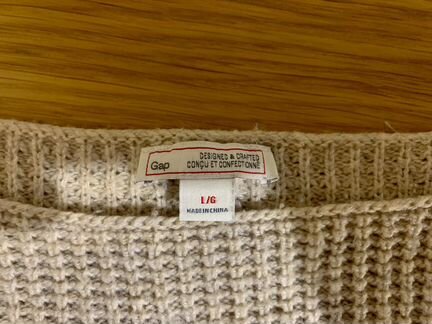 Gap
DESIGNED & CRAFTED
CONÇU ET CONFECTIONNÉ
L/G
MADE IN CHINA